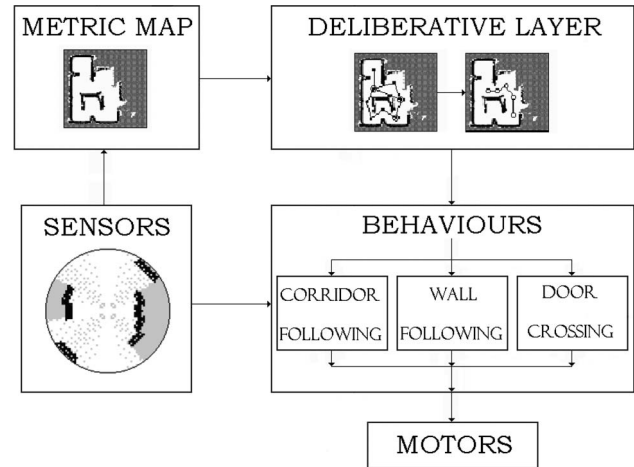 METRIC MAP
DELIBERATIVE LAYER
SENSORS
BEHAVIOURS
CORRIDOR
FOLLOWING
WALL
FOLLOWING
DOOR
CROSSING
MOTORS